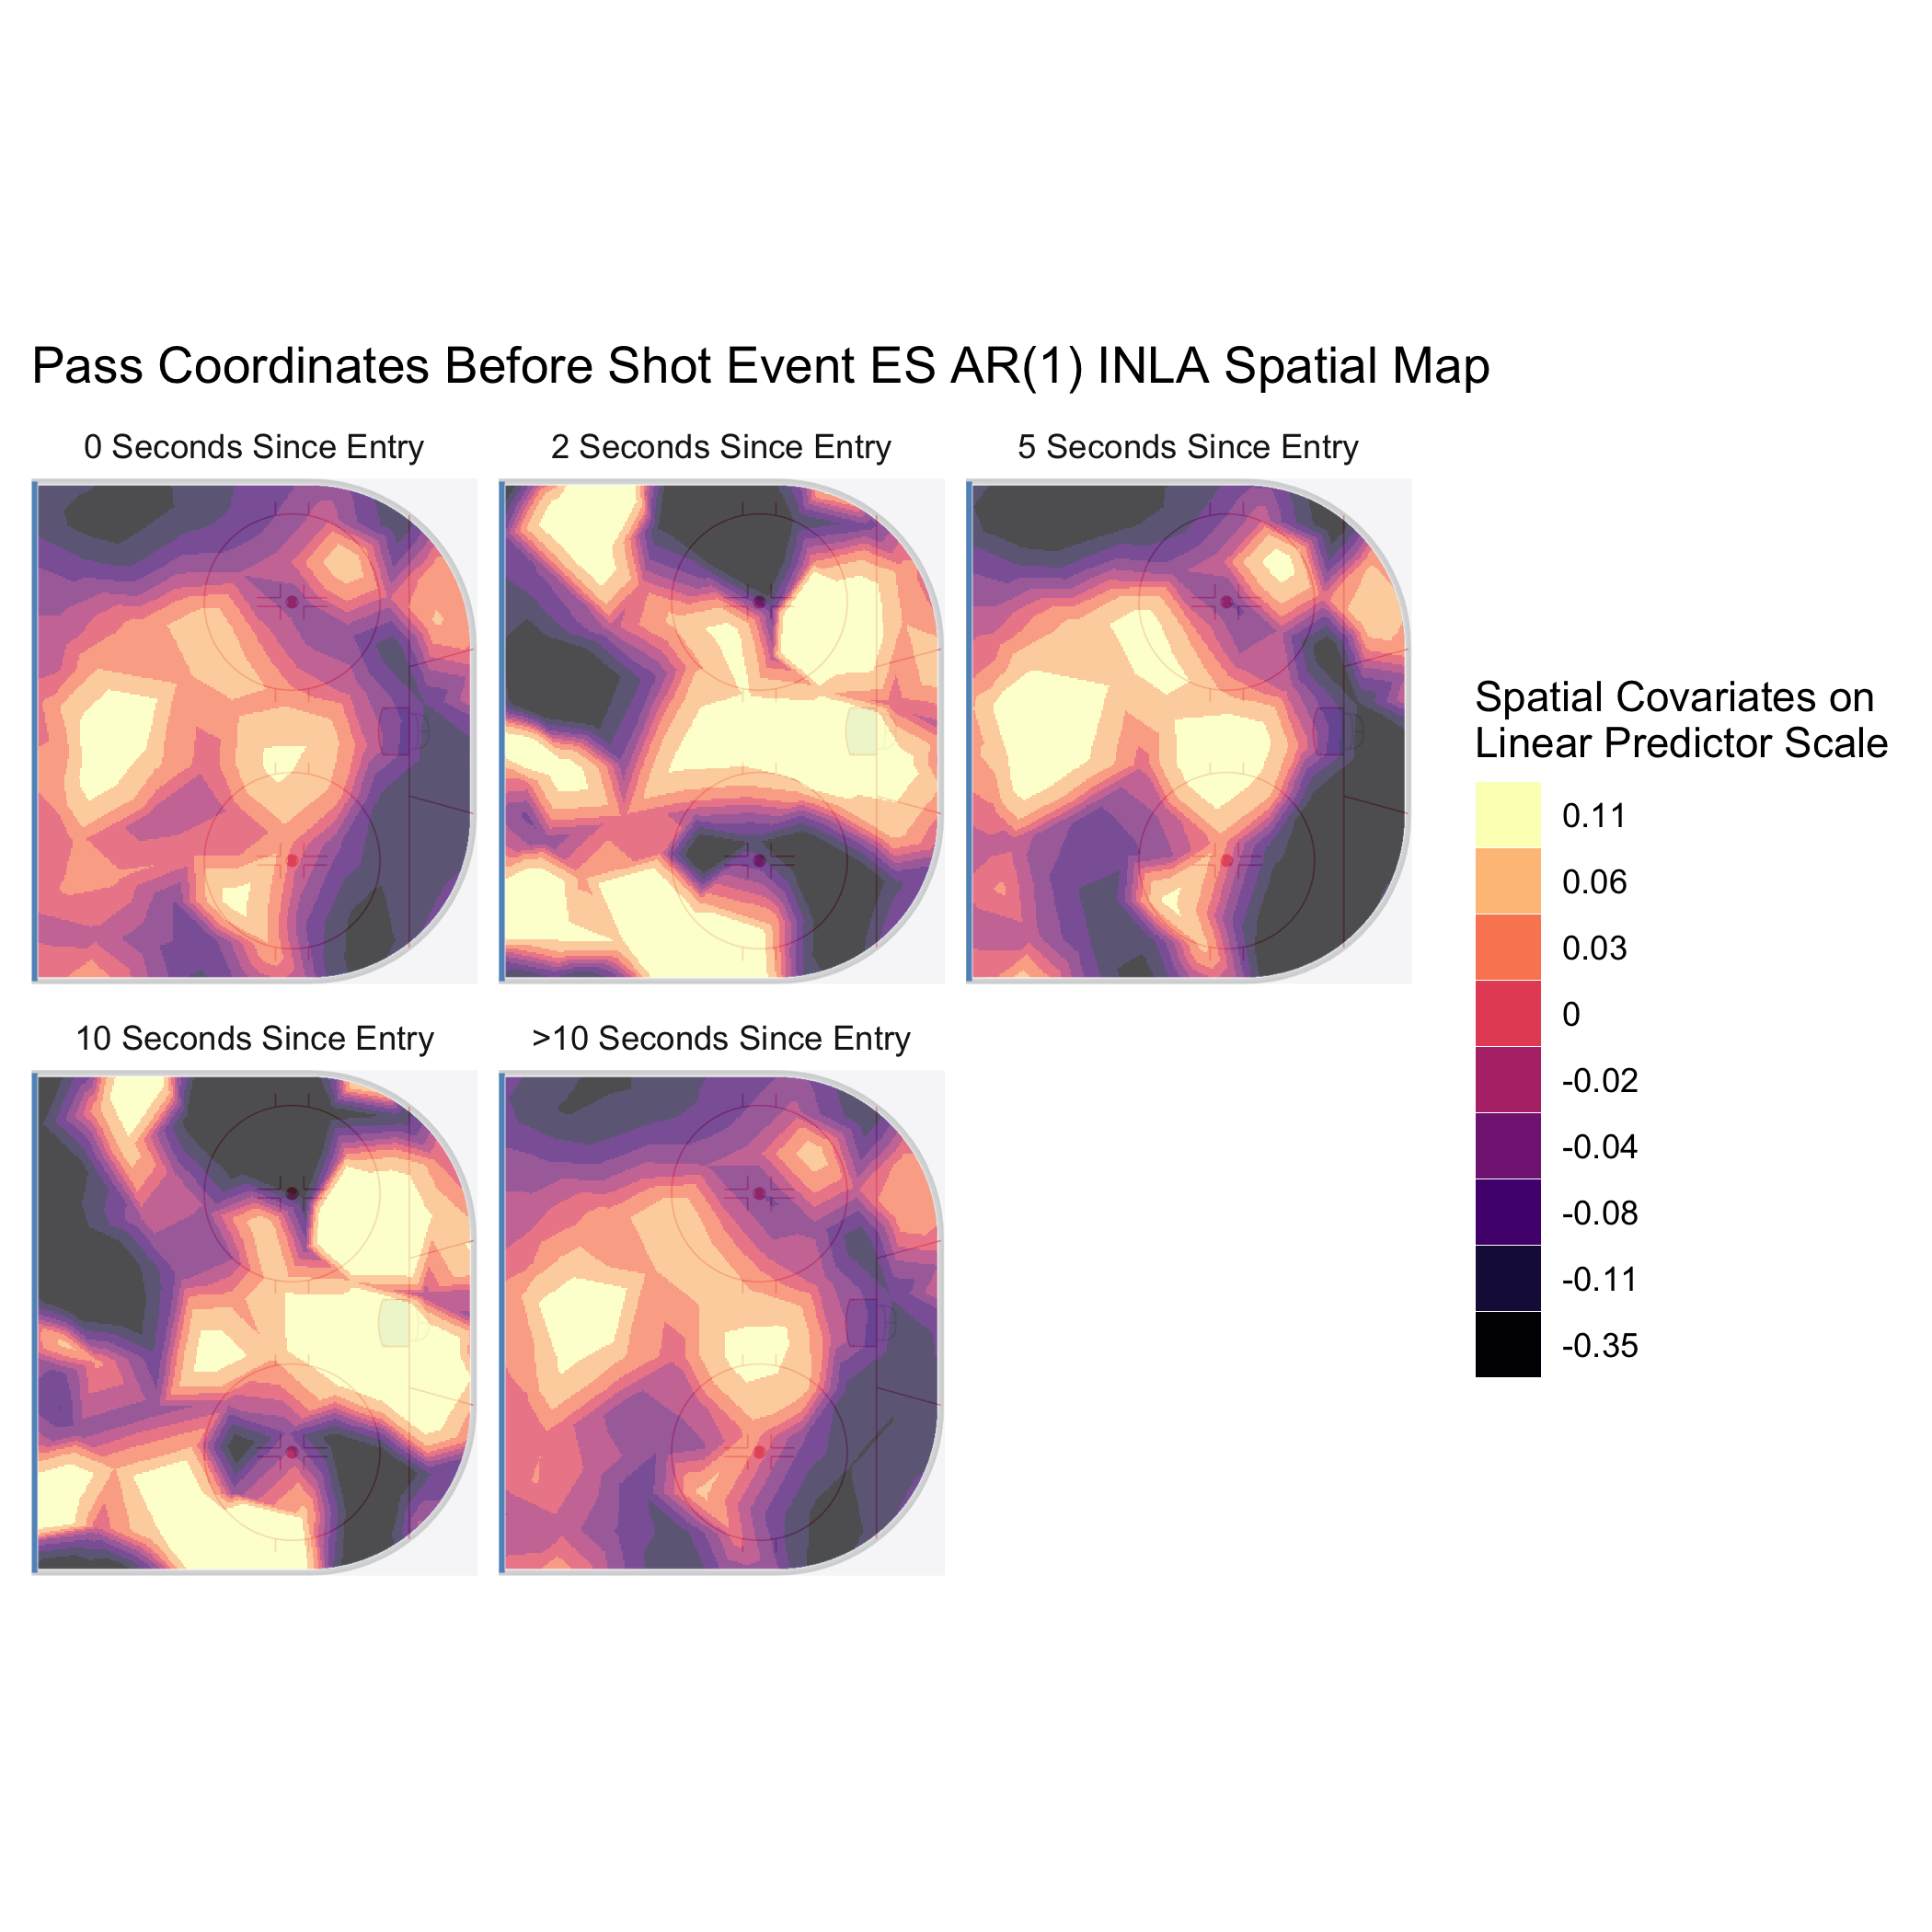 Pass Coordinates Before Shot Event ES AR(1) INLA Spatial Map
0 Seconds Since Entry
2 Seconds Since Entry
5 Seconds Since Entry
10 Seconds Since Entry
>10 Seconds Since Entry
Spatial Covariates on
Linear Predictor Scale
0.11
0.06
0.03
0
-0.02
-0.04
-0.08
-0.11
-0.35